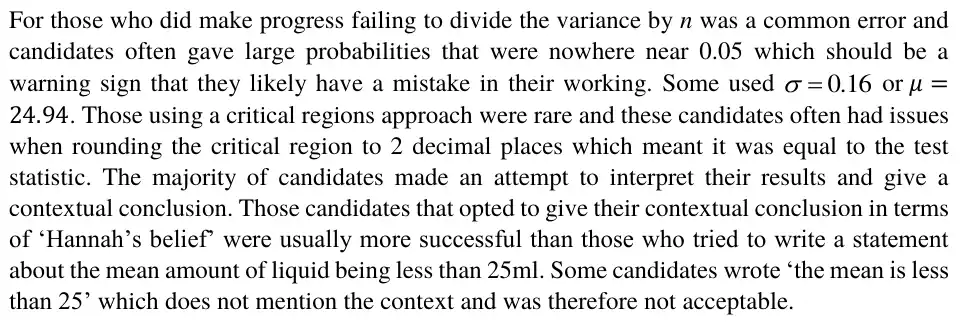 For those who did make progress failing to divide the variance by n was a common error and
candidates often gave large probabilities that were nowhere near 0.05 which should be a
warning sign that they likely have a mistake in their working. Some used σ = 0.16 or μ =
24.94. Those using a critical regions approach were rare and these candidates often had issues
when rounding the critical region to 2 decimal places which meant it was equal to the test
statistic. The majority of candidates made an attempt to interpret their results and give a
contextual conclusion. Those candidates that opted to give their contextual conclusion in terms
of ‘Hannah’s belief’ were usually more successful than those who tried to write a statement
about the mean amount of liquid being less than 25ml. Some candidates wrote ‘the mean is less
than 25’ which does not mention the context and was therefore not acceptable.